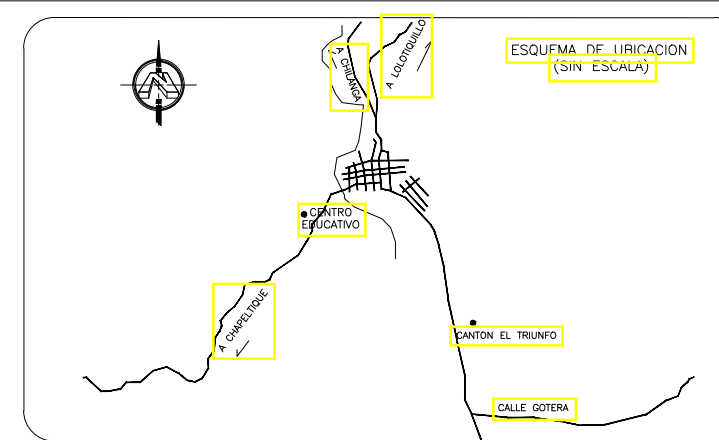 ESQUEMA DE UBICACION
(SIN ESCALA)
A CHILANGA
A LOLOTIQUILLO
CENTRO
EDUCATIVO
A CHAPELTIQUE
CANTON EL TRIUNFO
CALLE GOTERA